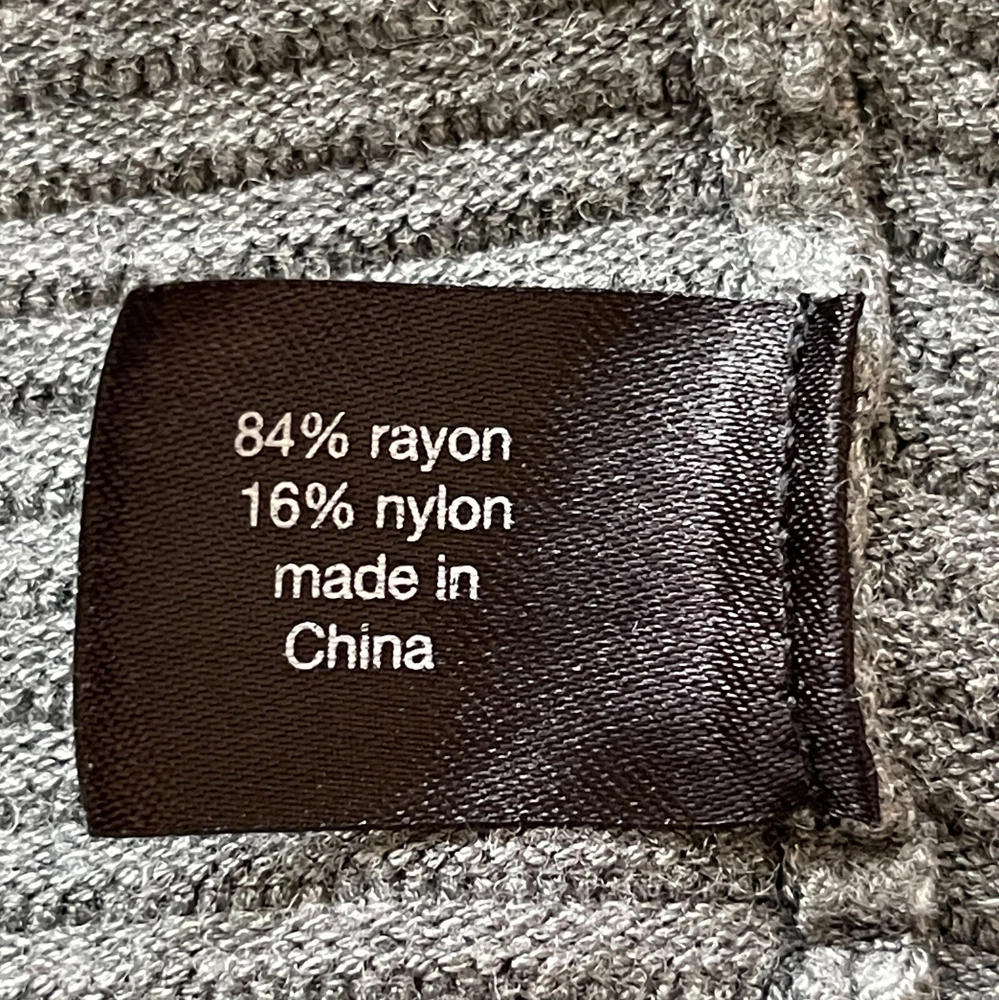 84% rayon
16% nylon
made in
China